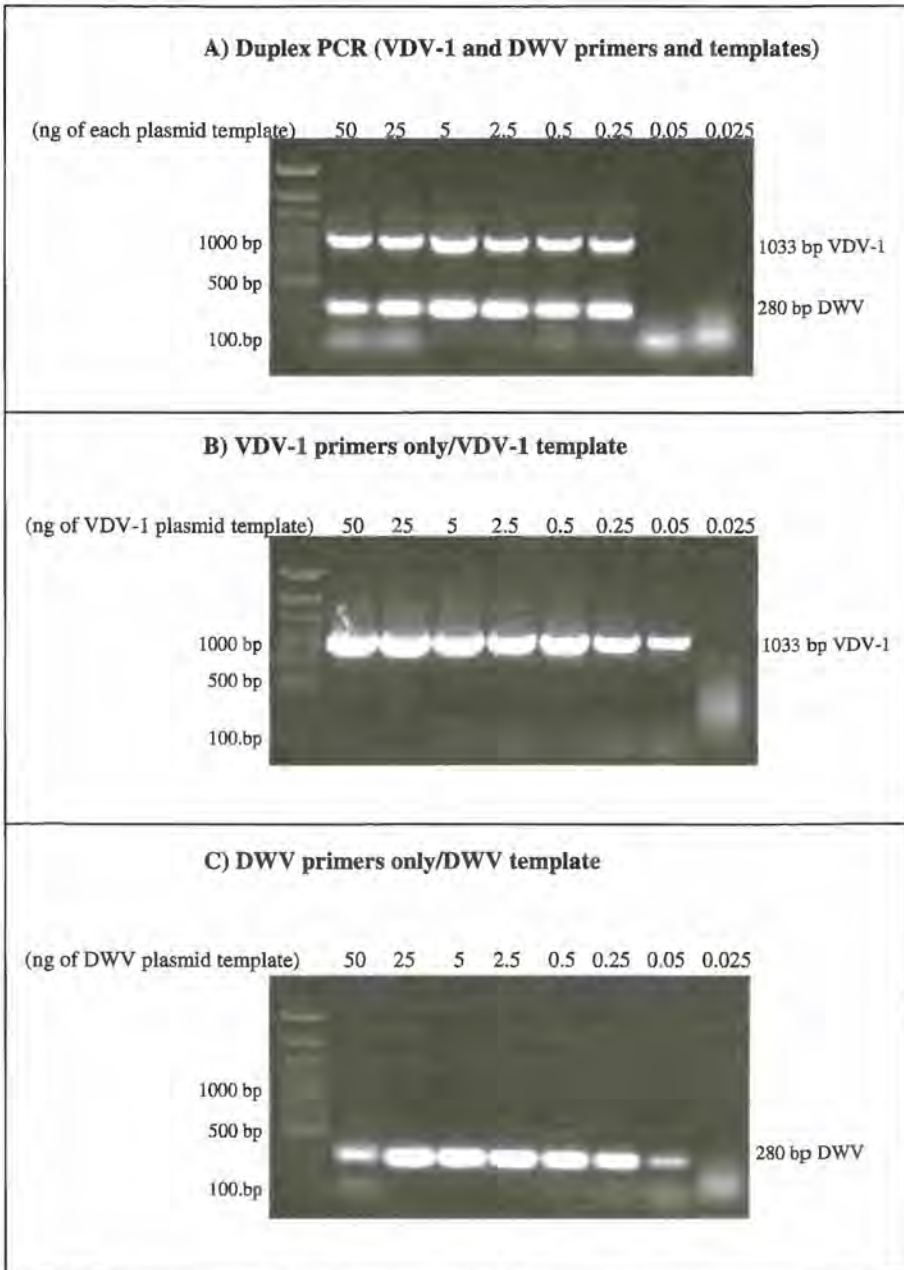 A) Duplex PCR (VDV-1 and DWV primers and templates)
(ng of each plasmid template) 50 25 5 2.5 0.5 0.25 0.05 0.025
1000 bp 1033 bp VDV-1
500 bp
280 bp DWV
100.bp
B) VDV-1 primers only/VDV-1 template
(ng of VDV-1 plasmid template) 50 25 5 2.5 0.5 0.25 0.05 0.025
1000 bp 1033 bp VDV-1
500 bp
100.bp
C) DWV primers only/DWV template
(ng of DWV plasmid template) 50 25 5 2.5 0.5 0.25 0.05 0.025
1000 bp
500 bp
280 bp DWV
100.bp